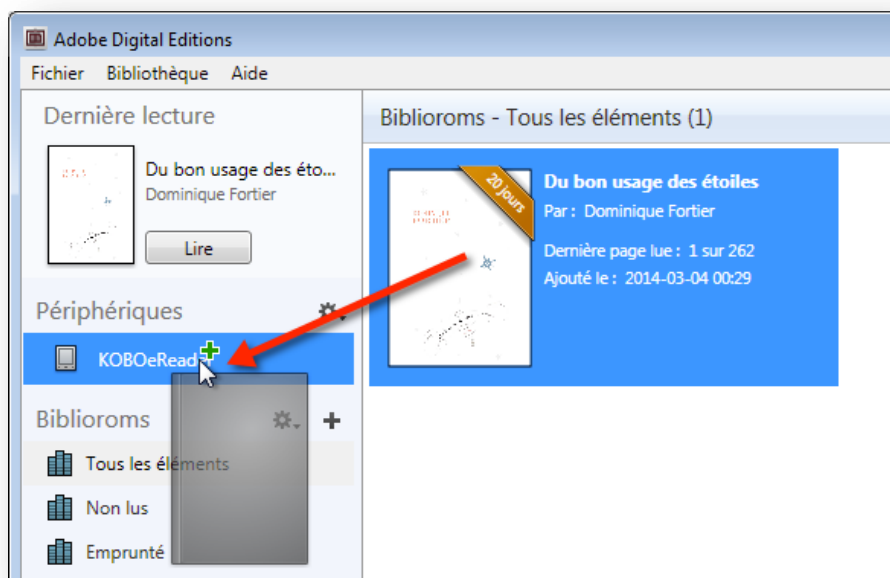 Adobe Digital Editions
Fichier Bibliothèque Aide
Dernière lecture
Du bon usage des éto...
Dominique Fortier
Lire
Périphériques
KOBOeReader
Biblioroms
Tous les éléments
Non lus
Emprunté
Biblioroms - Tous les éléments (1)
20 jours
Du bon usage des étoiles
Par : Dominique Fortier
Dernière page lue : 1 sur 262
Ajouté le : 2014-03-04 00:29